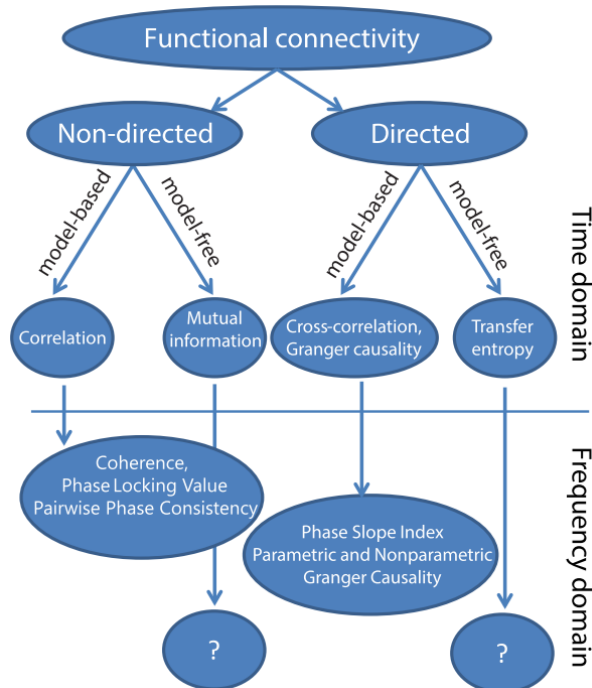 Functional connectivity
Non-directed
Directed
model-based
model-free
model-based
model-free
Time domain
Correlation
Mutual
information
Cross-correlation,
Granger causality
Transfer
entropy
Coherence,
Phase Locking Value
Pairwise Phase Consistency
Phase Slope Index
Parametric and Nonparametric
Granger Causality
Frequency domain
?
?